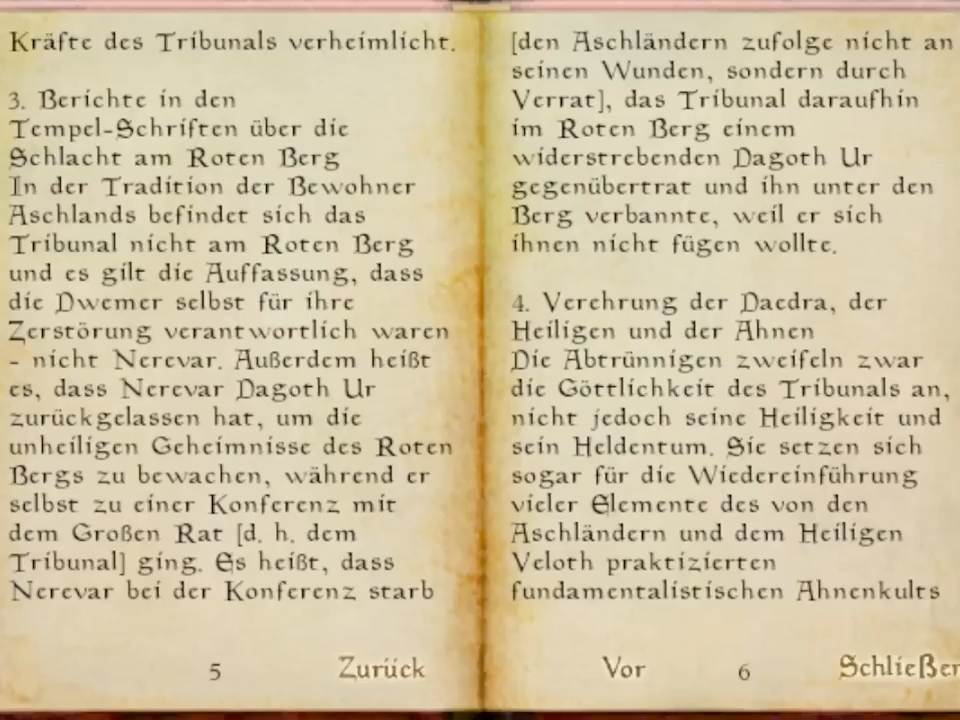 Kräfte des Tribunals verheimlicht.
3. Berichte in den
Tempel-Schriften über die
Schlacht am Roten Berg
In der Tradition der Bewohner
Aschlands befindet sich das
Tribunal nicht am Roten Berg
und es gilt die Auffassung, dass
die Dwemer selbst für ihre
Zerstörung verantwortlich waren
- nicht Nerevar. Außerdem heißt
es, dass Nerevar Dagoth Ur
zurückgelassen hat, um die
unheiligen Geheimnisse des Roten
Bergs zu bewachen, während er
selbst zu einer Konferenz mit
dem Großen Rat [d. h. dem
Tribunal] ging. Es heißt, dass
Nerevar bei der Konferenz starb
5
Zurück
[den Aschländern zufolge nicht an
seinen Wunden, sondern durch
Verrat], das Tribunal daraufhin
im Roten Berg einem
widerstrebenden Dagoth Ur
gegenübertrat und ihn unter den
Berg verbannte, weil er sich
ihnen nicht fügen wollte.
4. Verehrung der Daedra, der
Heiligen und der Ahnen
Die Abtrünnigen zweifeln zwar
die Göttlichkeit des Tribunals an,
nicht jedoch seine Heiligkeit und
sein Heldentum. Sie setzen sich
sogar für die Wiedereinführung
vieler Elemente des von den
Aschländern und dem Heiligen
Veloth praktizierten
fundamentalistischen Ahnenkults
Vor
6
Schließen